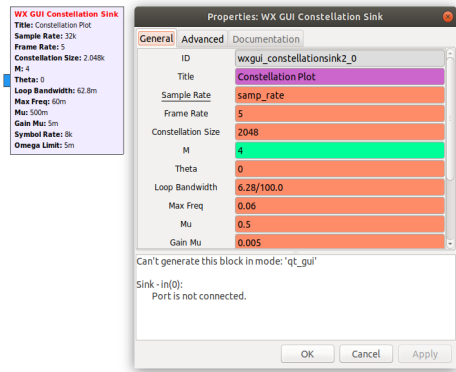 WX GUI Constellation Sink
Title: Constellation Plot
Sample Rate: 32k
Frame Rate: 5
Constellation Size: 2.048k
M: 4
Theta: 0
Loop Bandwidth: 62.8m
Max Freq: 60m
Mu: 500m
Gain Mu: 5m
Symbol Rate: 8k
Omega Limit: 5m
Properties: WX GUI Constellation Sink
General Advanced Documentation
ID wxgui_constellationsink2_0
Title Constellation Plot
Sample Rate samp_rate
Frame Rate 5
Constellation Size 2048
M 4
Theta 0
Loop Bandwidth 6.28/100.0
Max Freq 0.06
Mu 0.5
Gain Mu 0.005
Can't generate this block in mode: 'qt_gui'
Sink - in(0):
Port is not connected.
OK Cancel Apply